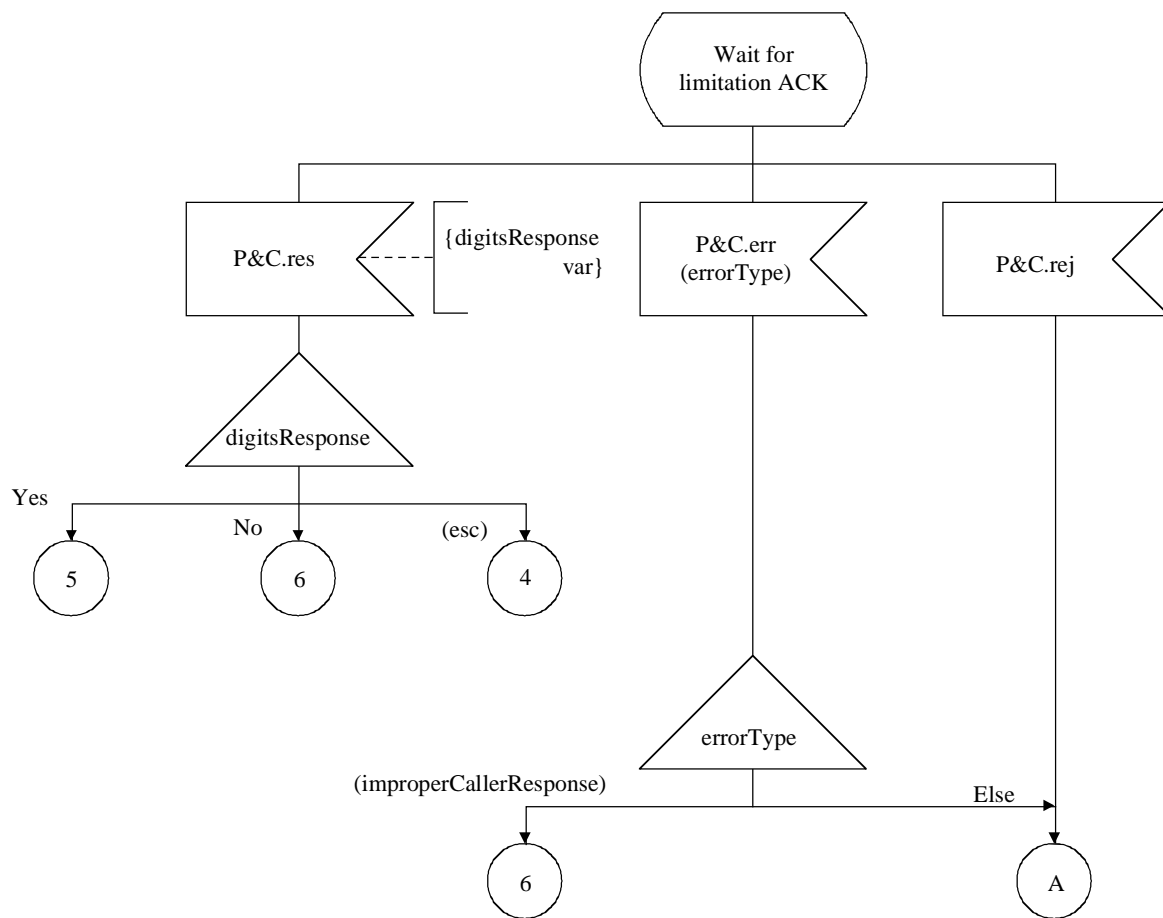 Wait for
limitation ACK
P&C.res
{digitsResponse
var}
P&C.err
(errorType)
P&C.rej
digitsResponse
Yes
No
(esc)
5
6
4
errorType
(improperCallerResponse)
Else
6
A